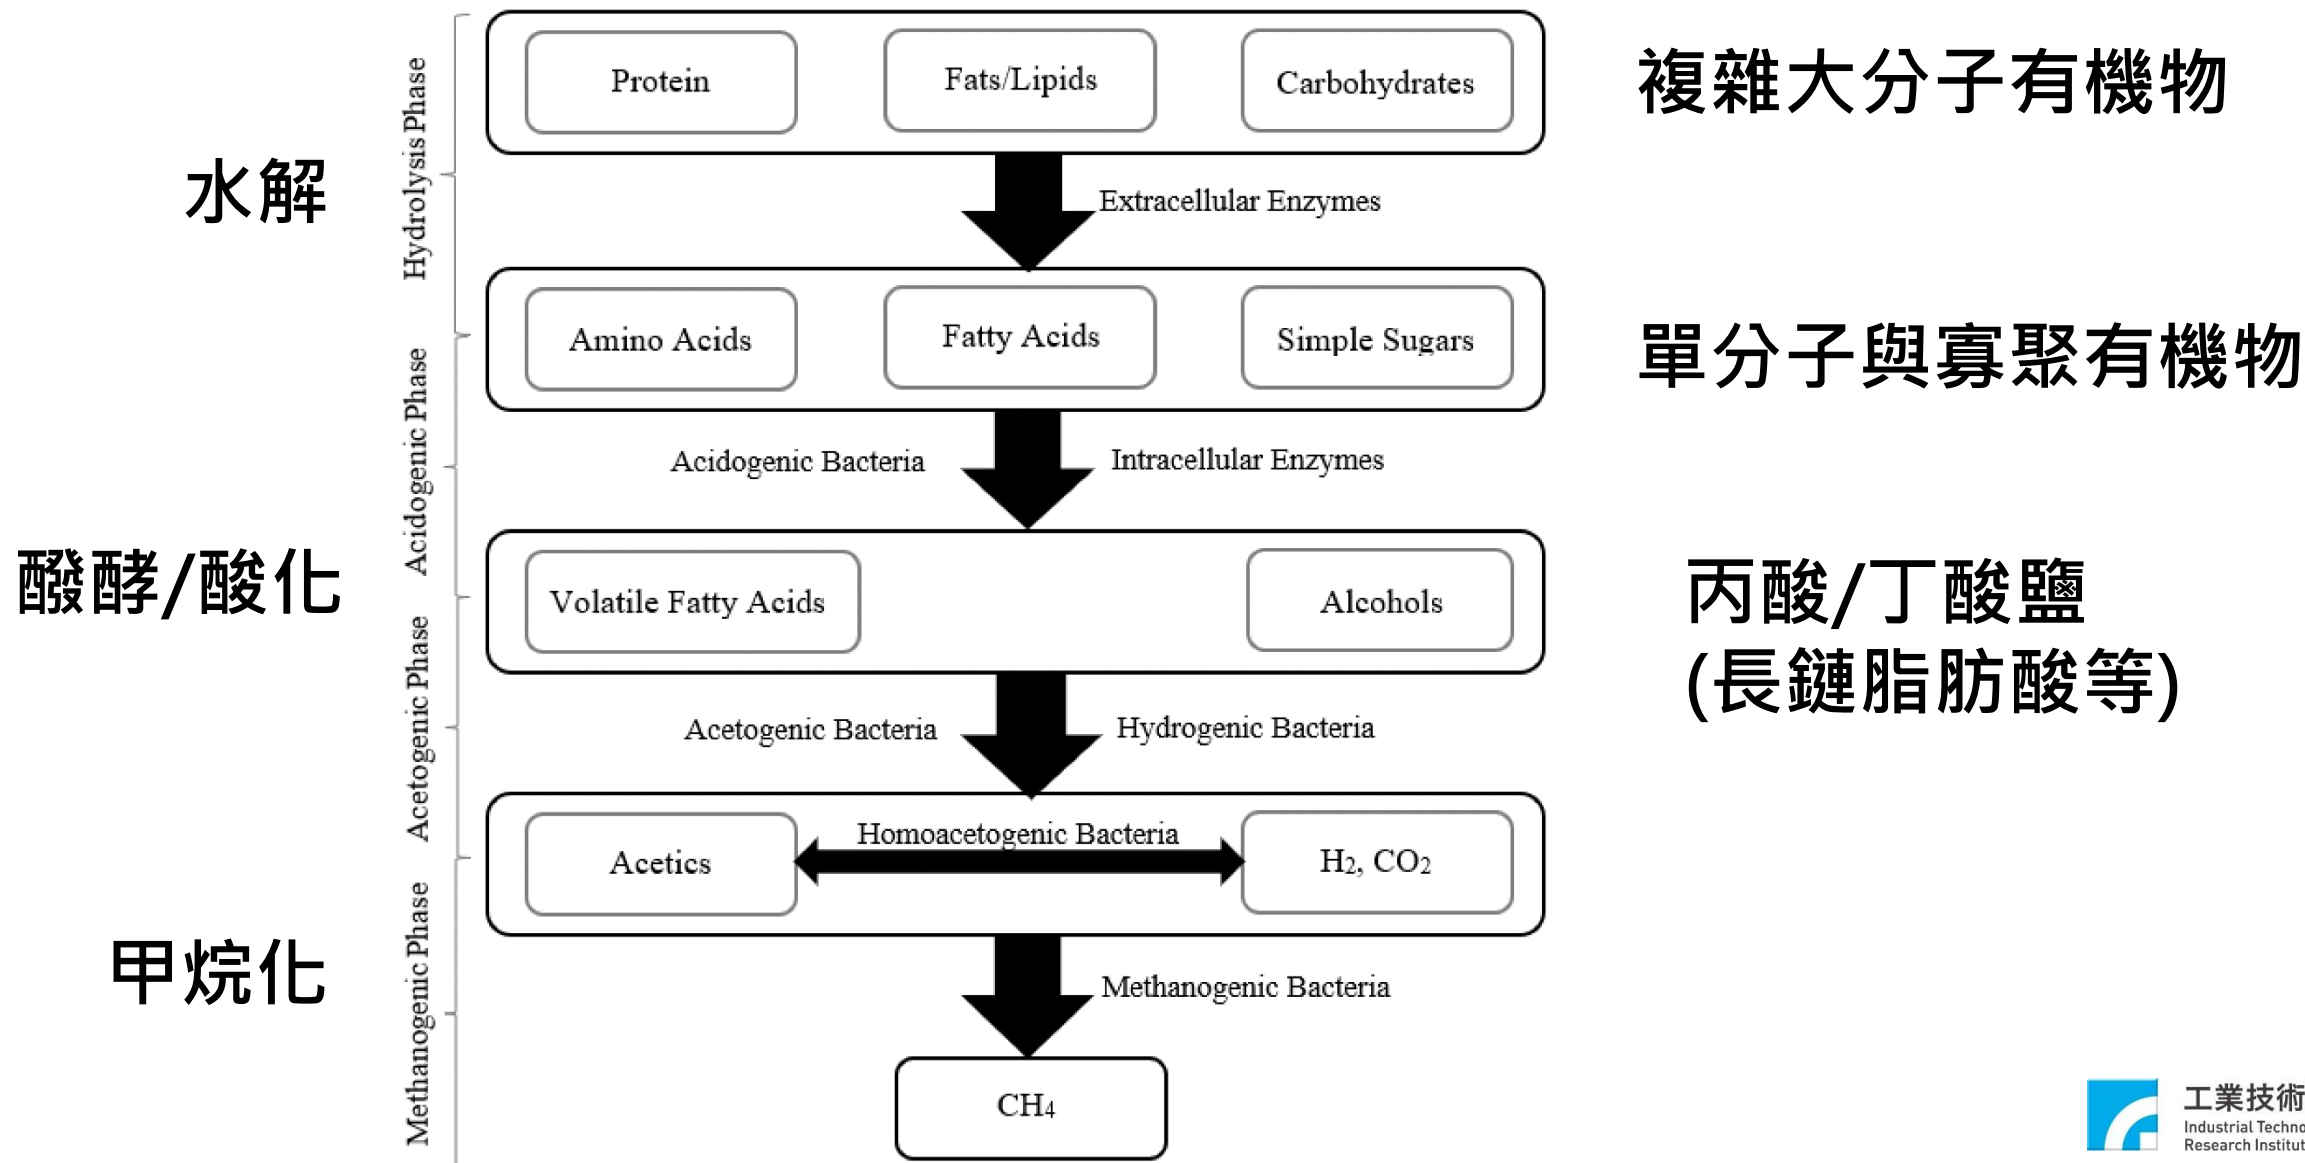 Protein
Fats/Lipids
Carbohydrates
複雜大分子有機物
Hydrolysis Phase
水解
Extracellular Enzymes
Amino Acids
Fatty Acids
Simple Sugars
單分子與寡聚有機物
Acidogenic Phase
Acidogenic Bacteria
Intracellular Enzymes
醱酵/酸化
Volatile Fatty Acids
Alcohols
丙酸/丁酸鹽
(長鏈脂肪酸等)
Acetogenic Phase
Acetogenic Bacteria
Hydrogenic Bacteria
Homoacetogenic Bacteria
Acetics
H2, CO2
甲烷化
Methanogenic Phase
Methanogenic Bacteria
CH4
工業技術
Industrial Techno
Research Institut